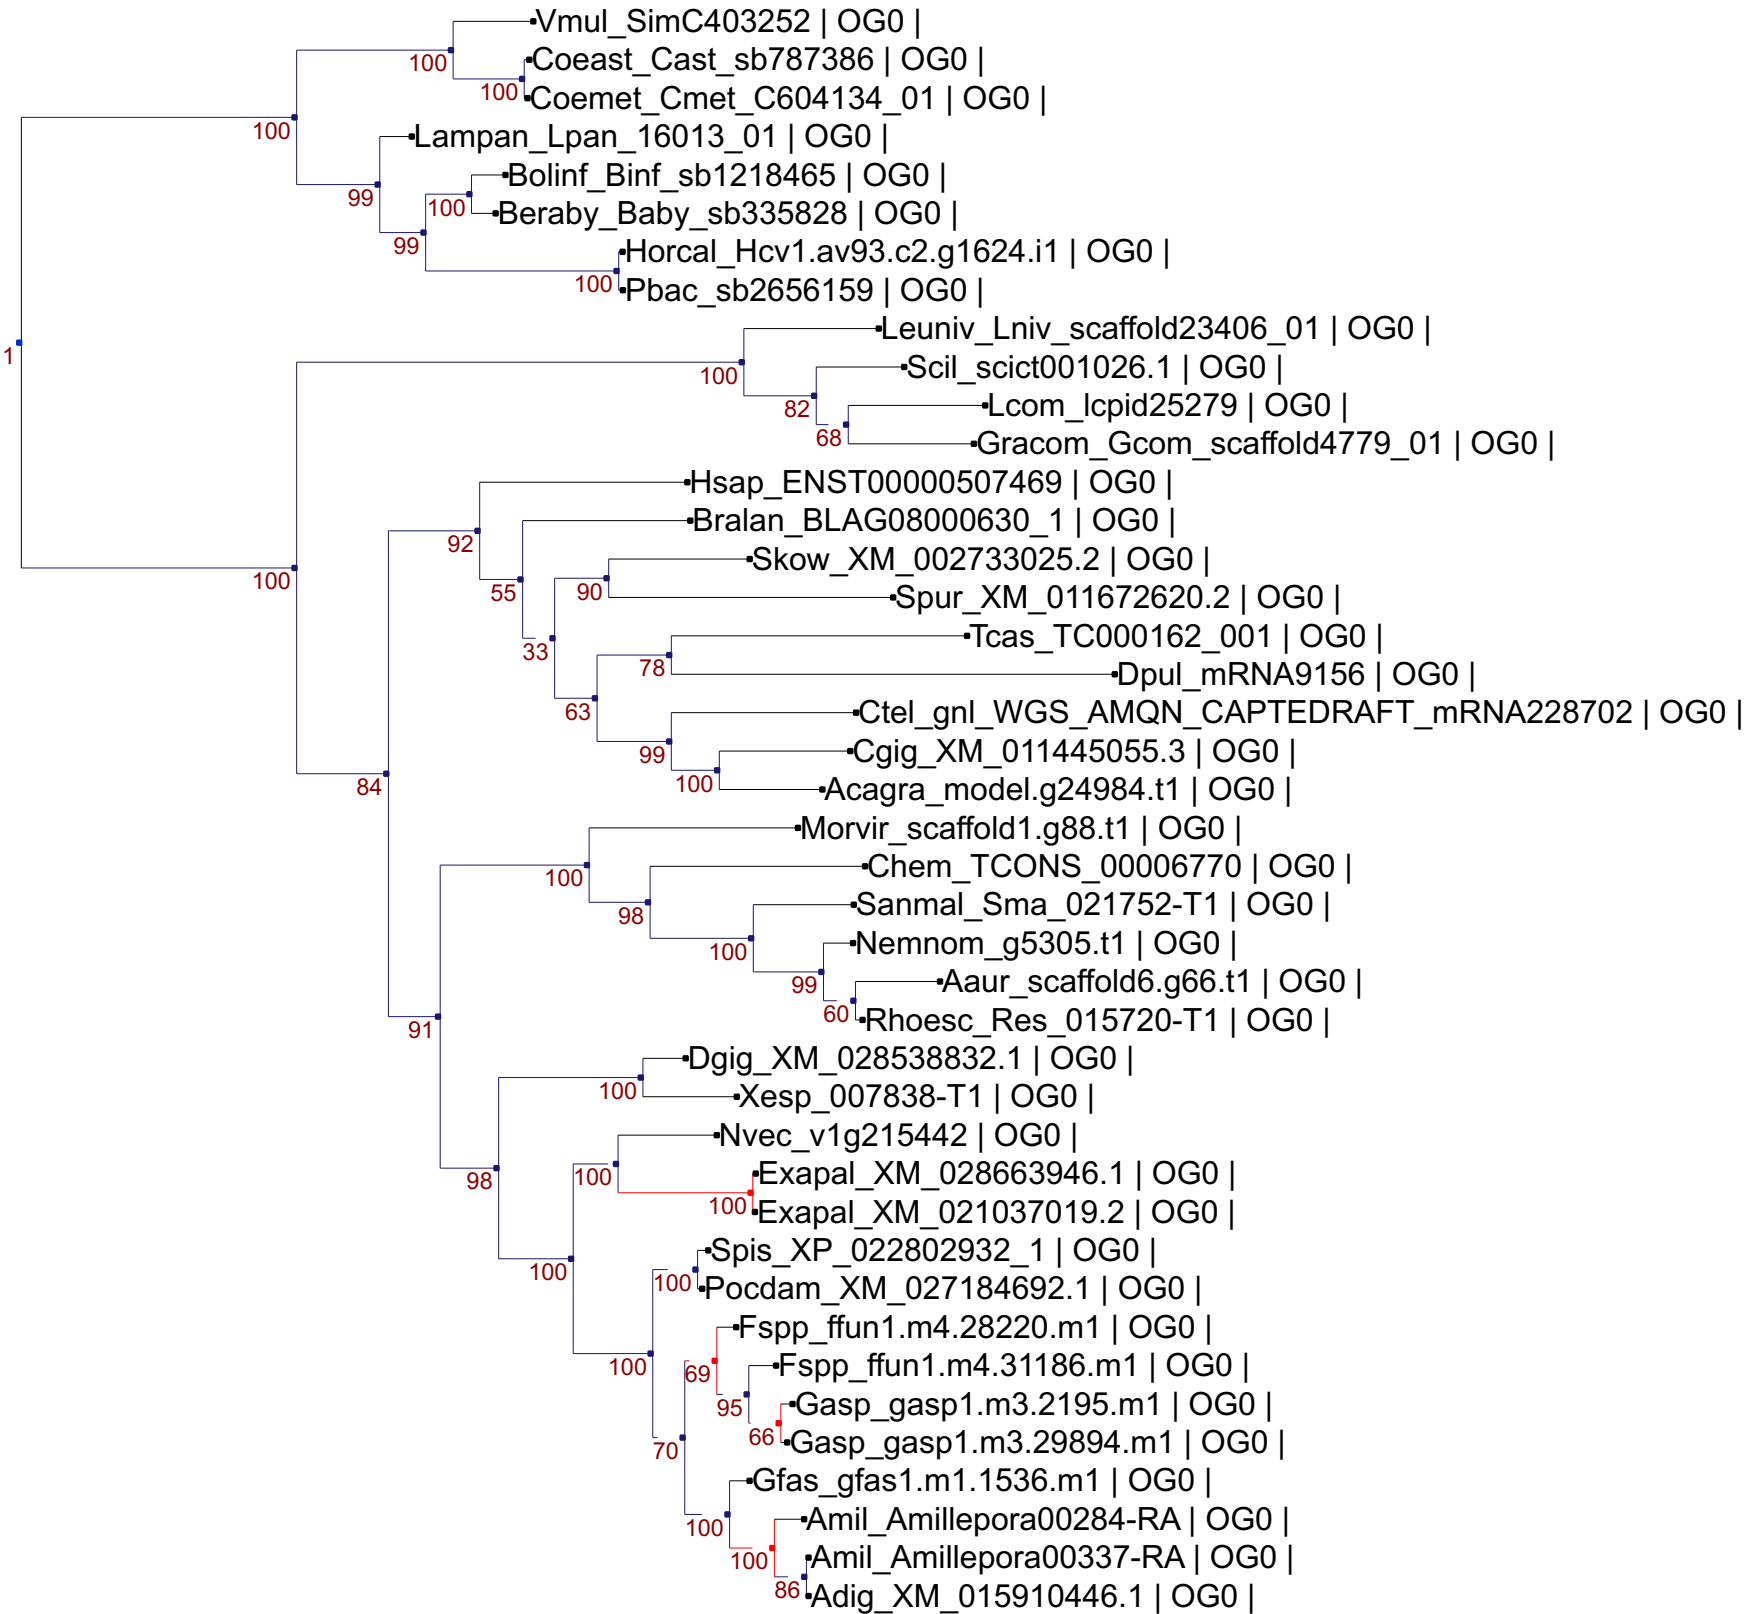 Vmul_SimC403252 | OG0 |
100
Coeast_Cast_sb787386 | OG0 |
100
Coemet_Cmet_C604134_01 | OG0 |
100
Lampan_Lpan_16013_01 | OG0 |
Bolinf_Binf_sb1218465 | OG0 |
99
100
Beraby_Baby_sb335828 | OG0 |
99
Horcal_Hcv1.av93.c2.g1624.i1 | OG0 |
100
Pbac_sb2656159 | OG0 |
Leuniv_Lniv_scaffold23406_01 | OG0 |
1
100
Scil_scict001026.1 | OG0 |
82
Lcom_lcpid25279 | OG0 |
68
Gracom_Gcom_scaffold4779_01 | OG0 |
Hsap_ENST00000507469 | OG0 |
Bralan_BLAG08000630_1 | OG0 |
92
Skow_XM_002733025.2 | OG0 |
100
55
90
Spur_XM_011672620.2 | OG0 |
Tcas_TC000162_001 | OG0 |
33
78
Dpul_mRNA9156 | OG0 |
63
Ctel_gnl_WGS_AMQN_CAPTEDRAFT_mRNA228702 | OG0 |
99
Cgig_XM_011445055.3 | OG0 |
84
100
Acagra_model.g24984.t1 | OG0 |
Morvir_scaffold1.g88.t1 | OG0 |
100
Chem_TCONS_00006770 | OG0 |
98
Sanmal_Sma_021752-T1 | OG0 |
100
Nemnom_g5305.t1 | OG0 |
99
Aaur_scaffold6.g66.t1 | OG0 |
60
Rhoesc_Res_015720-T1 | OG0 |
91
Dgig_XM_028538832.1 | OG0 |
100
Xesp_007838-T1 | OG0 |
Nvec_v1g215442 | OG0 |
98
100
Exapal_XM_028663946.1 | OG0 |
100
Exapal_XM_021037019.2 | OG0 |
Spis_XP_022802932_1 | OG0 |
100
100
Pocdam_XM_027184692.1 | OG0 |
Fspp_ffun1.m4.28220.m1 | OG0 |
100
69
Fspp_ffun1.m4.31186.m1 | OG0 |
95
Gasp_gasp1.m3.2195.m1 | OG0 |
70
66
Gasp_gasp1.m3.29894.m1 | OG0 |
Gfas_gfas1.m1.1536.m1 | OG0 |
100
Amil_Amillepora00284-RA | OG0 |
100
Amil_Amillepora00337-RA | OG0 |
86
Adig_XM_015910446.1 | OG0 |